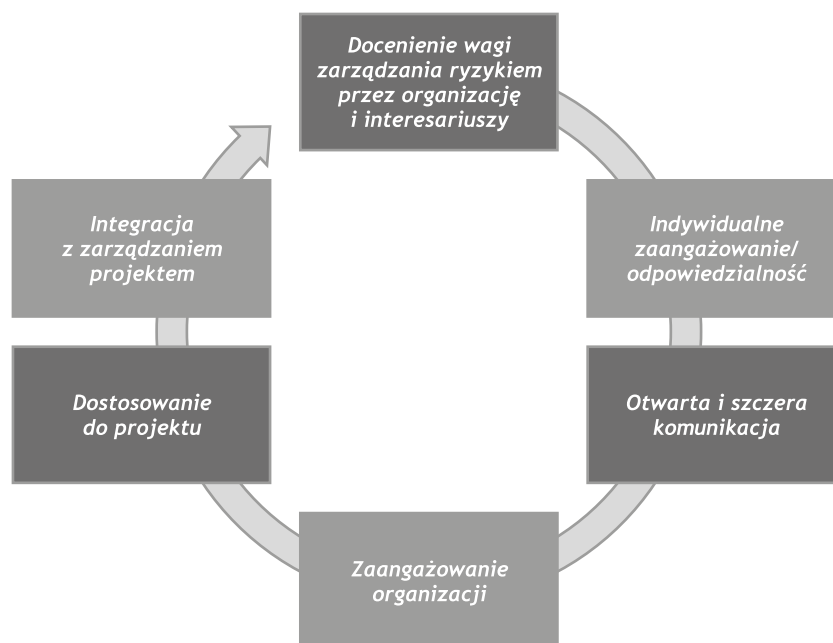 Docenienie wagi
zarządzania ryzykiem
przez organizację
i interesariuszy
Indywidualne
zaangażowanie/
odpowiedzialność
Otwarta i szczera
komunikacja
Zaangażowanie
organizacji
Dostosowanie
do projektu
Integracja
z zarządzaniem
projektem